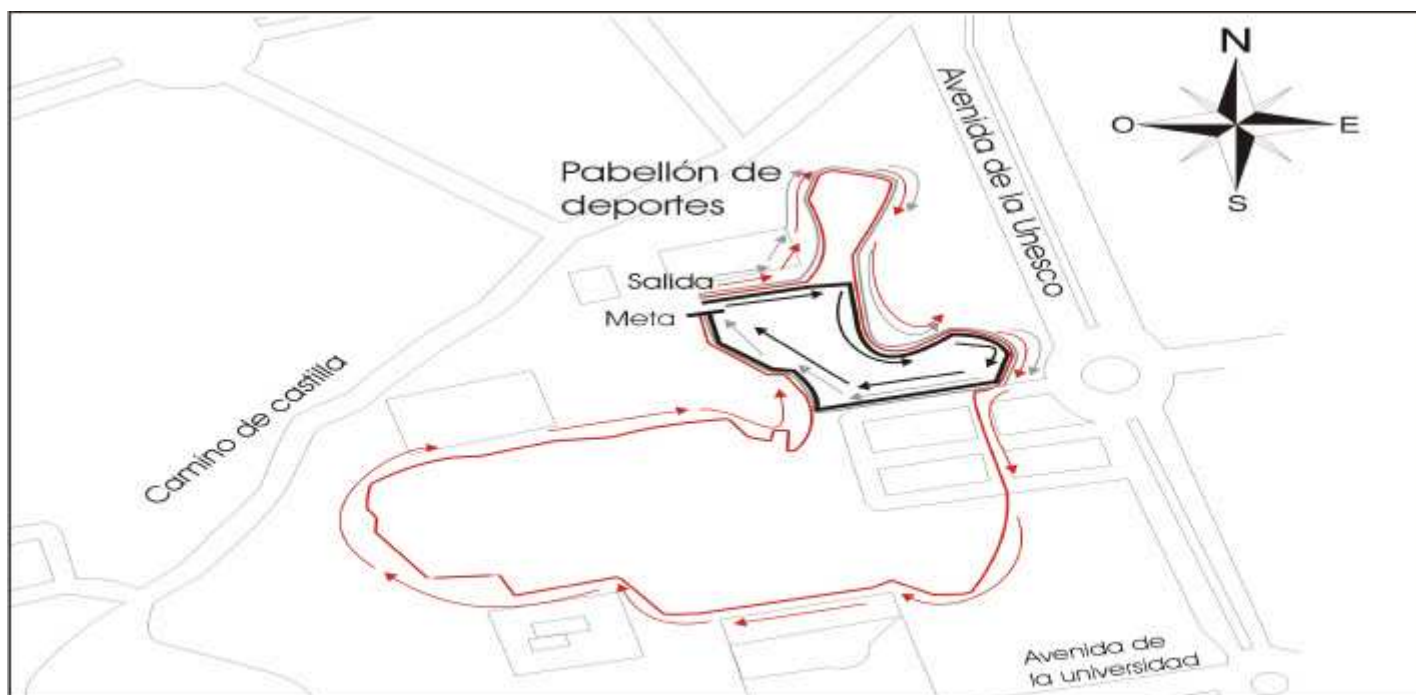 N
O
E
S
Avenida de la Unesco
Pabellón de
deportes
Salida
Meta
Camino de castilla
Avenida de
la universidad